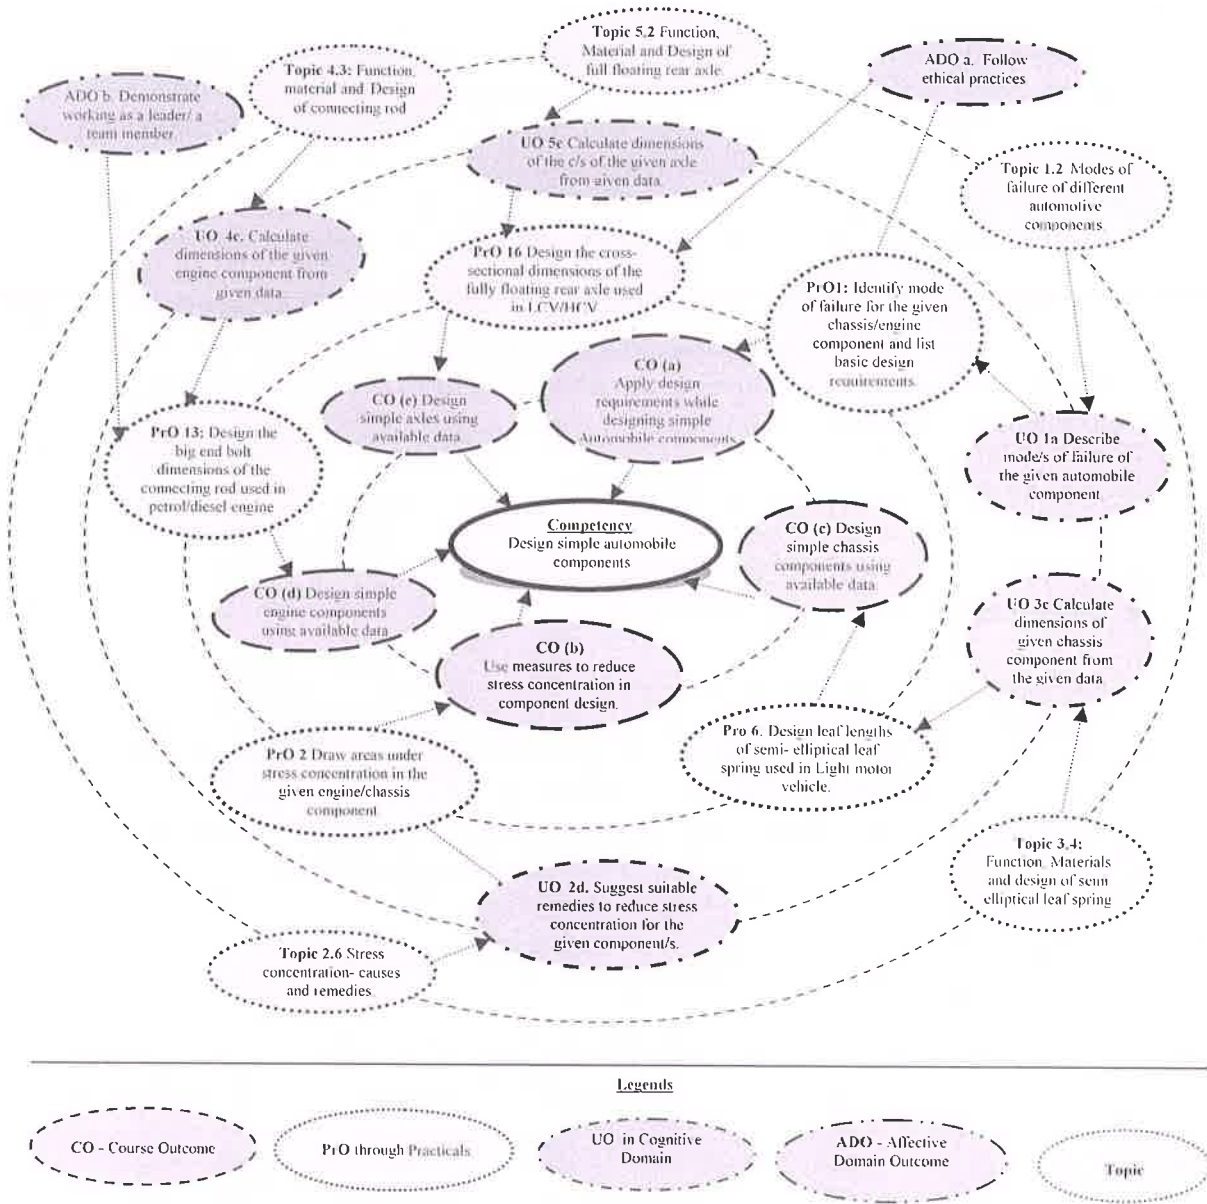 Topic 5.2 Function,
Material and Design of
full floating rear axle.
Topic 4.3: Function,
material and Design
of connecting rod
ADO a. Follow
ethical practices
ADO b. Demonstrate
working as a leader/ a
team member.
UO 5c Calculate dimensions
of the c/s of the given axle
from given data.
Topic 1.2 Modes of
failure of different
automotive
components.
UO 4c. Calculate
dimensions of the given
engine component from
given data.
PrO 16 Design the cross-
sectional dimensions of the
fully floating rear axle used
in LCV/HCV
PrO1: Identify mode
of failure for the given
chassis/engine
component and list
basic design
requirements.
CO (a)
Apply design
requirements while
designing simple
Automobile components
CO (e) Design
simple axles using
available data.
PrO 13: Design the
big end bolt
dimensions of the
connecting rod used in
petrol/diesel engine
UO 1a Describe
mode/s of failure of
the given automobile
component
Competency
Design simple automobile
components
CO (c) Design
simple chassis
components using
available data.
CO (d) Design simple
engine components
using available data
UO 3c Calculate
dimensions of
given chassis
component from
the given data.
CO (b)
Use measures to reduce
stress concentration in
component design.
PrO 2 Draw areas under
stress concentration in the
given engine/chassis
component.
Pro 6. Design leaf lengths
of semi- elliptical leaf
spring used in Light motor
vehicle.
Topic 3.4:
Function, Materials
and design of semi
elliptical leaf spring
UO 2d. Suggest suitable
remedies to reduce stress
concentration for the
given component/s.
Topic 2.6 Stress
concentration- causes
and remedies
Legends
CO - Course Outcome
PrO through Practicals
UO in Cognitive
Domain
ADO - Affective
Domain Outcome
Topic